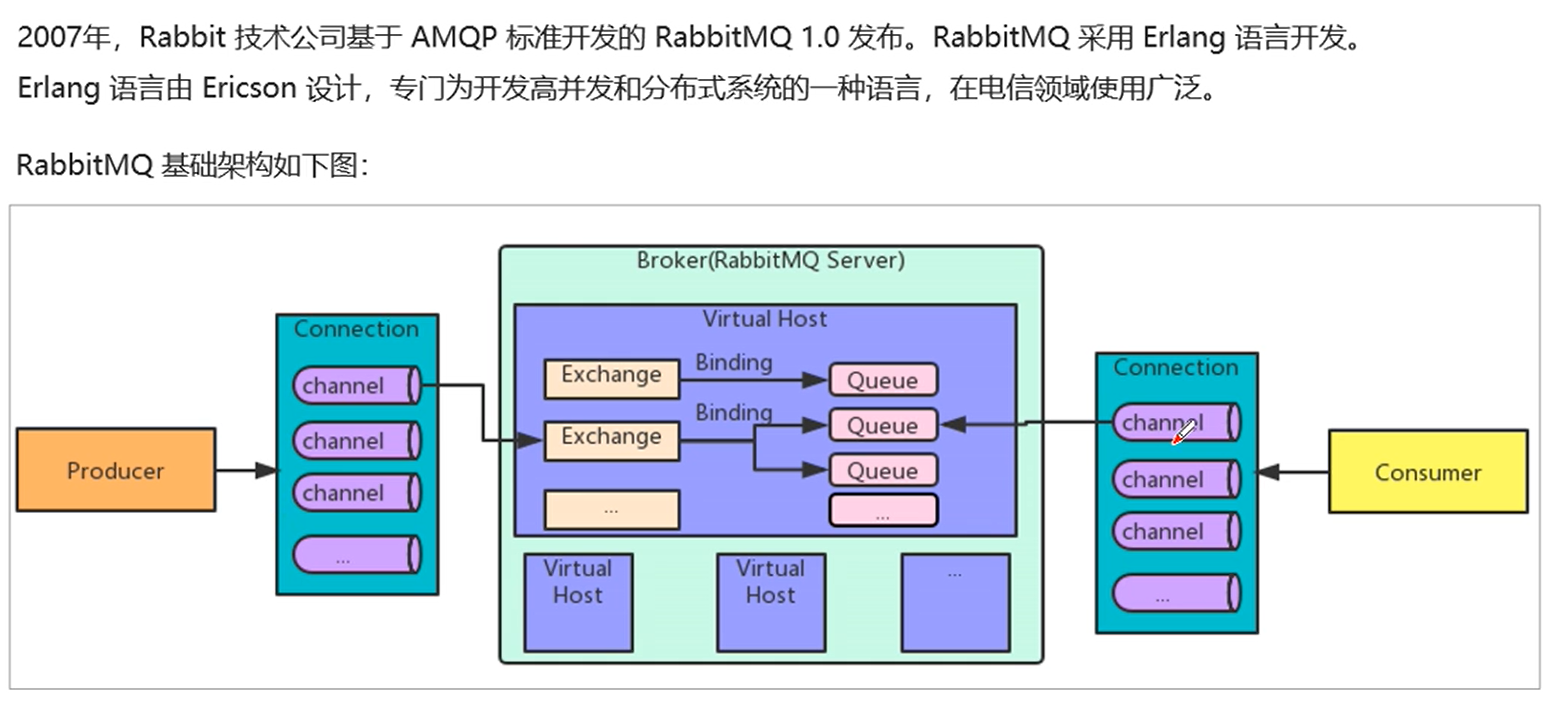 2007年，Rabbit 技术公司基于 AMQP 标准开发的 RabbitMQ 1.0 发布。RabbitMQ 采用 Erlang 语言开发。
Erlang 语言由 Ericson 设计，专门为开发高并发和分布式系统的一种语言，在电信领域使用广泛。
RabbitMQ 基础架构如下图：
Producer
Connection
channel
channel
channel
...
Broker(RabbitMQ Server)
Virtual Host
Exchange
Binding
Queue
Exchange
Binding
Queue
Queue
...
...
Virtual
Host
Virtual
Host
...
Connection
channel
channel
channel
...
Consumer